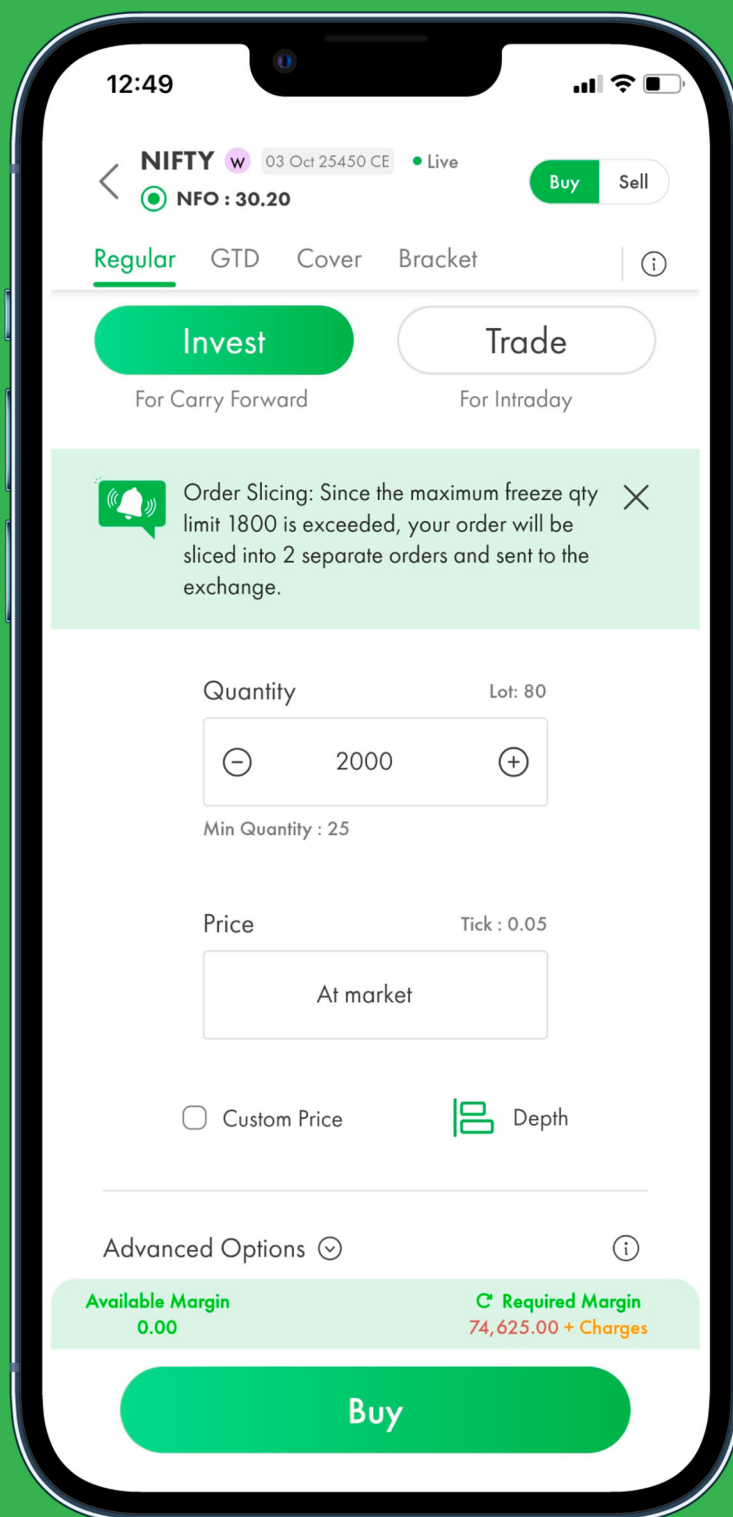 12:49
NIFTY W 03 Oct 25450 CE • Live
NFO : 30.20
Buy Sell
Regular GTD Cover Bracket
Invest Trade
For Carry Forward For Intraday
Order Slicing: Since the maximum freeze qty
limit 1800 is exceeded, your order will be
sliced into 2 separate orders and sent to the
exchange.
Quantity Lot: 80
2000
Min Quantity : 25
Price Tick : 0.05
At market
Custom Price Depth
Advanced Options
Available Margin Required Margin
0.00 74,625.00 + Charges
Buy